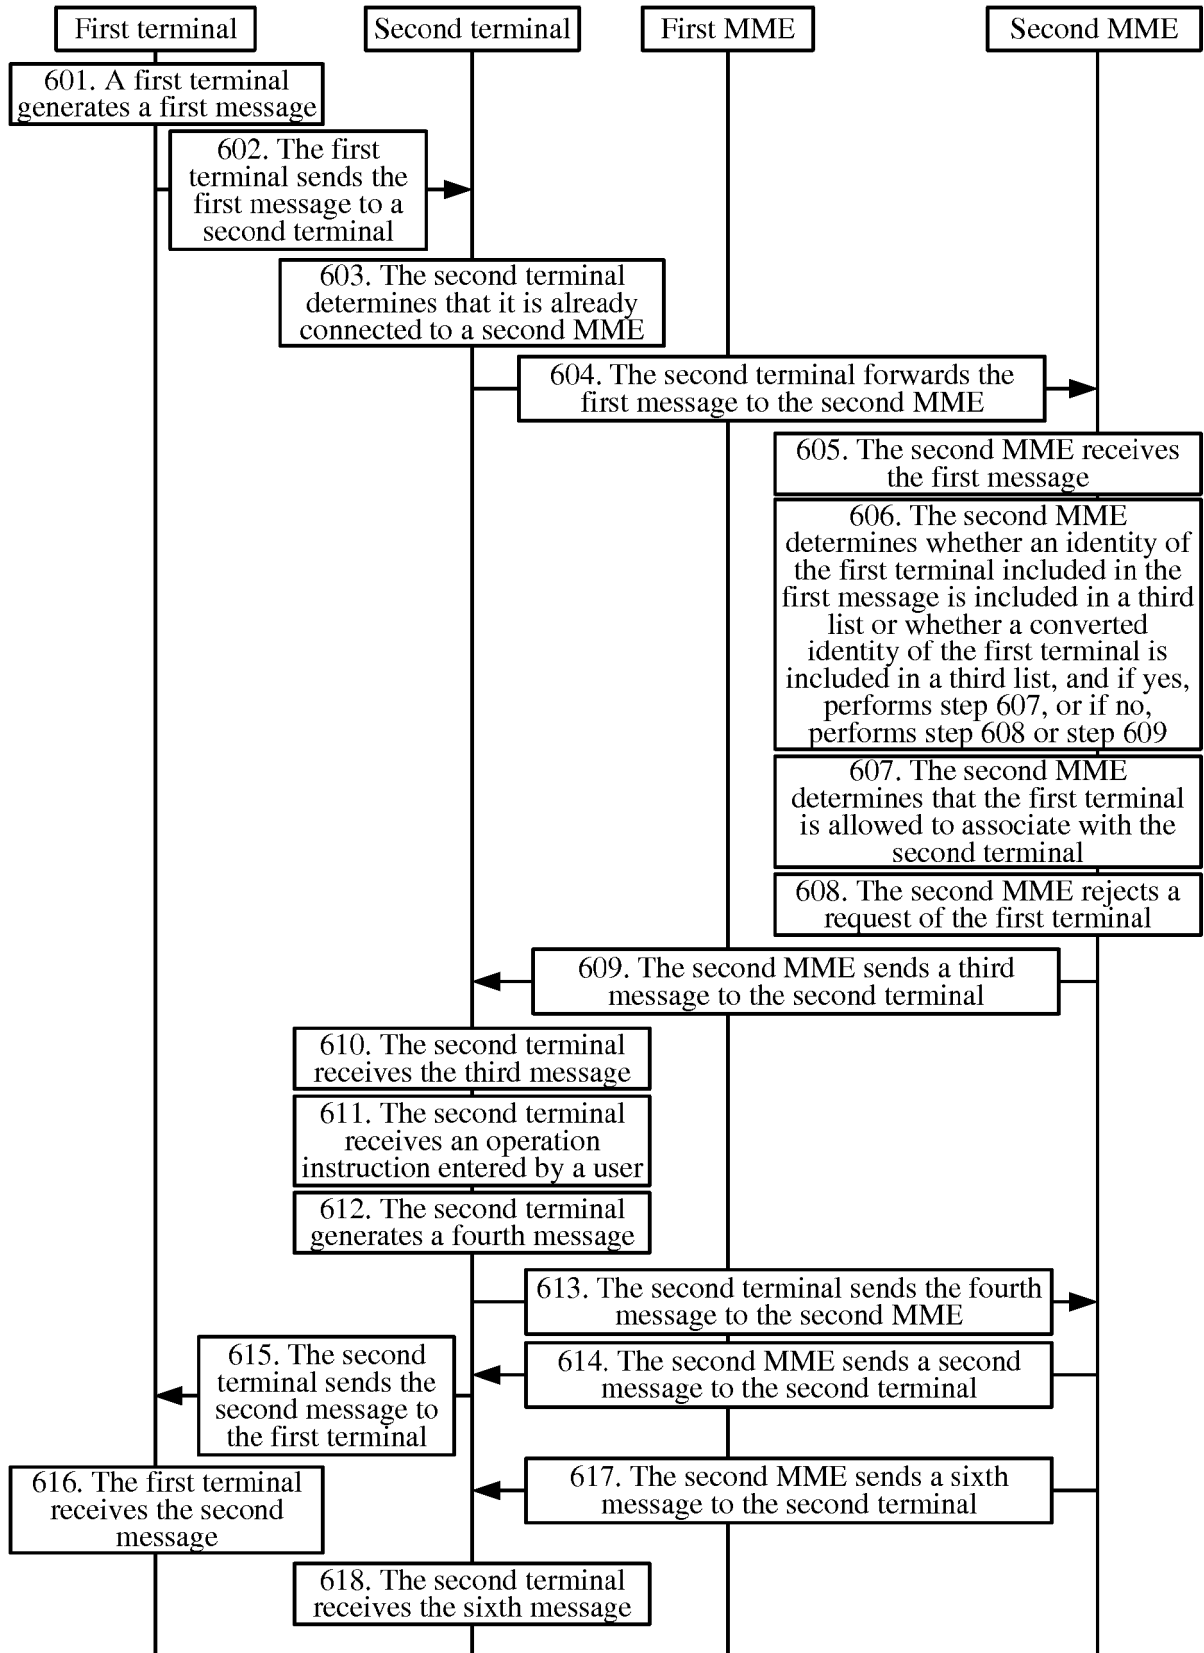 First terminal
Second terminal
First MME
Second MME
601. A first terminal
generates a first message
602. The first
terminal sends the
first message to a
second terminal
603. The second terminal
determines that it is already
connected to a second MME
604. The second terminal forwards the
first message to the second MME
605. The second MME receives
the first message
606. The second MME
determines whether an identity of
the first terminal included in the
first message is included in a third
list or whether a converted
identity of the first terminal is
included in a third list, and if yes,
performs step 607, or if no,
performs step 608 or step 609
607. The second MME
determines that the first terminal
is allowed to associate with the
second terminal
608. The second MME rejects a
request of the first terminal
609. The second MME sends a third
message to the second terminal
610. The second terminal
receives the third message
611. The second terminal
receives an operation
instruction entered by a user
612. The second terminal
generates a fourth message
613. The second terminal sends the fourth
message to the second MME
614. The second MME sends a second
message to the second terminal
615. The second
terminal sends the
second message to
the first terminal
616. The first terminal
receives the second
message
617. The second MME sends a sixth
message to the second terminal
618. The second terminal
receives the sixth message